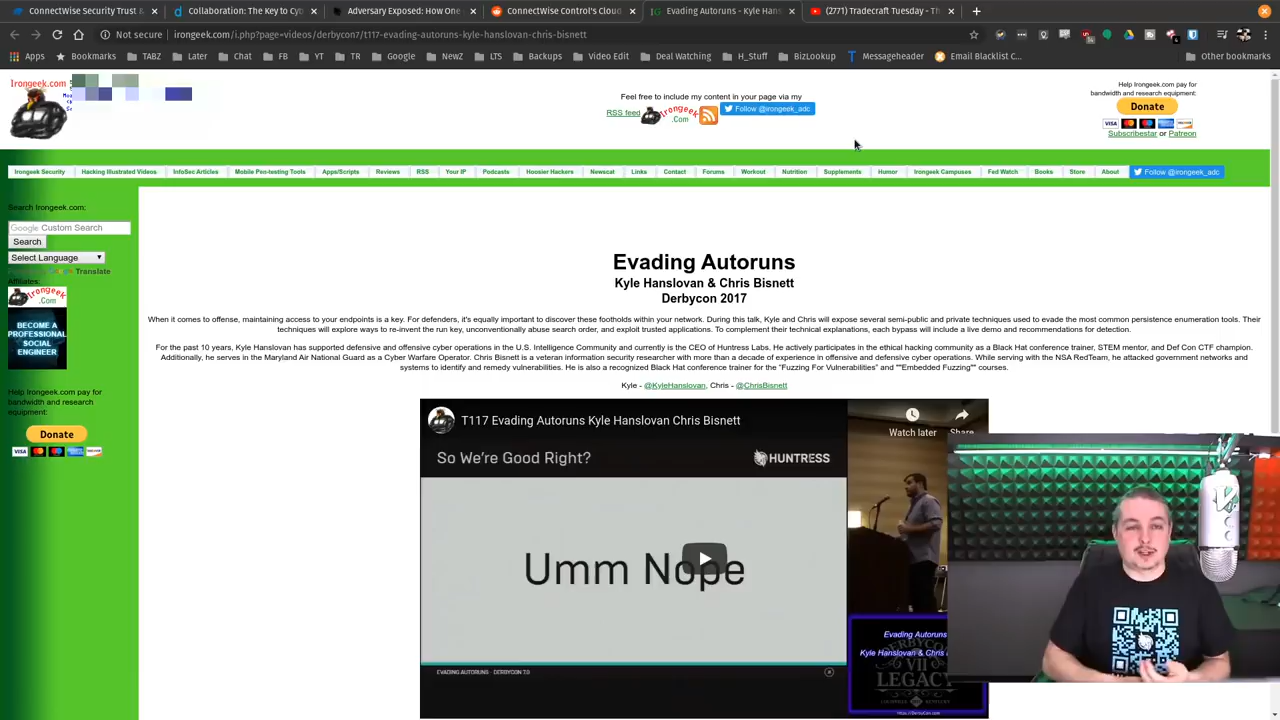 ConnectWise Security Trust &
Collaboration: The Key to Cyb
Adversary Exposed: How One
ConnectWise Control's Cloud
Evading Autoruns - Kyle Hans
(2771) Tradecraft Tuesday - Th
Not secure
irongeek.com/i.php?page=videos/derbycon7/t117-evading-autoruns-kyle-hanslovan-chris-bisnett
Apps
Bookmarks
TABZ
Later
Chat
FB
YT
TR
Google
NewZ
LTS
Backups
Video Edit
Deal Watching
H_Stuff
BizLookup
Messageheader
Email Blacklist C...
Other bookmarks
Irongeek.com
Feel free to include my content in your page via my
RSS feed
Irongeek
.Com
Follow @irongeek_adc
Help Irongeek.com pay for
bandwidth and research equipment:
Donate
VISA
Subscribestar or Patreon
Irongeek Security
Hacking Illustrated Videos
InfoSec Articles
Mobile Pen-testing Tools
Apps/Scripts
Reviews
RSS
Your IP
Podcasts
Hoosier Hackers
Newscat
Links
Contact
Forums
Workout
Nutrition
Supplements
Humor
Irongeek Campuses
Fed Watch
Books
Store
About
Follow @irongeek_adc
Search Irongeek.com:
Google Custom Search
Search
Select Language
Translate
Affiliates:
Irongeek
.Com
BECOME A
PROFESSIONAL
SOCIAL
ENGINEER
Help Irongeek.com pay for
bandwidth and research
equipment:
Donate
VISA
Evading Autoruns
Kyle Hanslovan & Chris Bisnett
Derbycon 2017
When it comes to offense, maintaining access to your endpoints is a key. For defenders, it's equally important to discover these footholds within your network. During this talk, Kyle and Chris will expose several semi-public and private techniques used to evade the most common persistence enumeration tools. Their
techniques will explore ways to re-invent the run key, unconventionally abuse search order, and exploit trusted applications. To complement their technical explanations, each bypass will include a live demo and recommendations for detection.
For the past 10 years, Kyle Hanslovan has supported defensive and offensive cyber operations in the U.S. Intelligence Community and currently is the CEO of Huntress Labs. He actively participates in the ethical hacking community as a Black Hat conference trainer, STEM mentor, and Def Con CTF champion.
Additionally, he serves in the Maryland Air National Guard as a Cyber Warfare Operator. Chris Bisnett is a veteran information security researcher with more than a decade of experience in offensive and defensive cyber operations. While serving with the NSA RedTeam, he attacked government networks and
systems to identify and remedy vulnerabilities. He is also a recognized Black Hat conference trainer for the "Fuzzing For Vulnerabilities" and ""Embedded Fuzzing"" courses.
Kyle - @KyleHanslovan, Chris - @ChrisBisnett
T117 Evading Autoruns Kyle Hanslovan Chris Bisnett
Watch later
Share
So We're Good Right?
HUNTRESS
Umm Nope
EVADING AUTORUNS - DERBYCON 7.0
Evading Autoruns
Kyle Hanslovan & Chris
DERBYCON
VII
LEGACY
https://DerbyCon.com